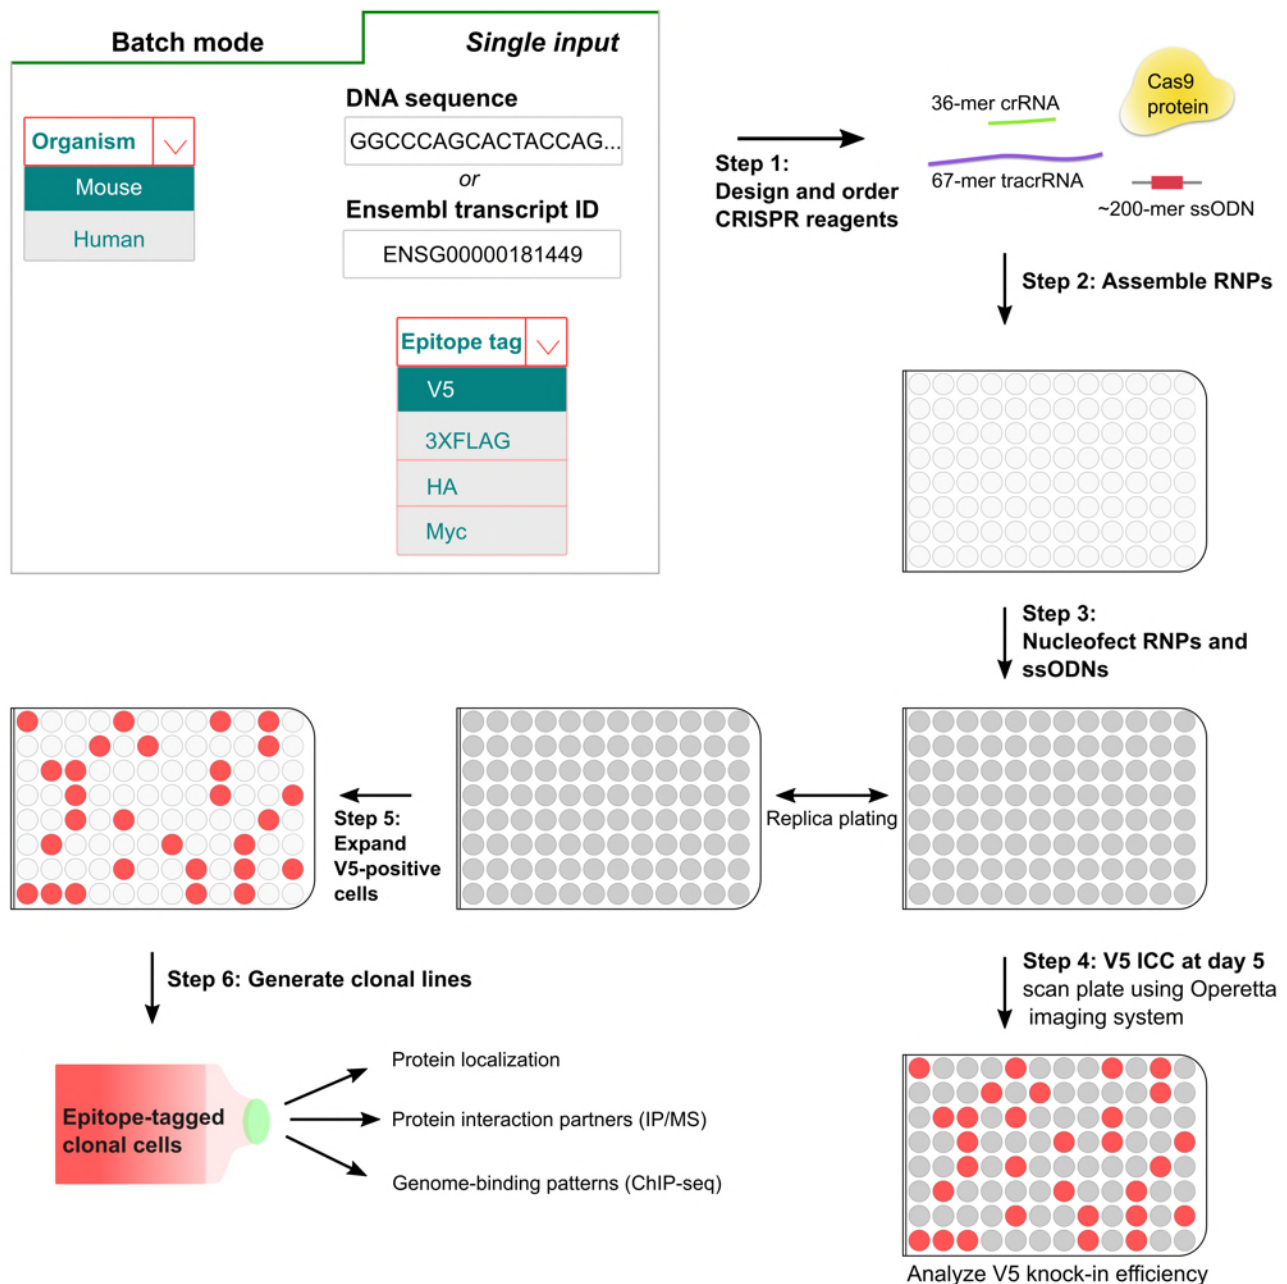 Batch mode
Single input
Organism
Mouse
Human
DNA sequence
GGCCCAGCACTACCAG...
or
Ensembl transcript ID
ENSG00000181449
Epitope tag
V5
3XFLAG
HA
Myc
Step 1:
Design and order
CRISPR reagents
36-mer crRNA
Cas9
protein
67-mer tracrRNA
~200-mer ssODN
Step 2: Assemble RNPs
Step 3:
Nucleofect RNPs and
ssODNs
Replica plating
Step 4: V5 ICC at day 5
scan plate using Operetta
imaging system
Analyze V5 knock-in efficiency
Step 5:
Expand
V5-positive
cells
Step 6: Generate clonal lines
Epitope-tagged
clonal cells
Protein localization
Protein interaction partners (IP/MS)
Genome-binding patterns (ChIP-seq)